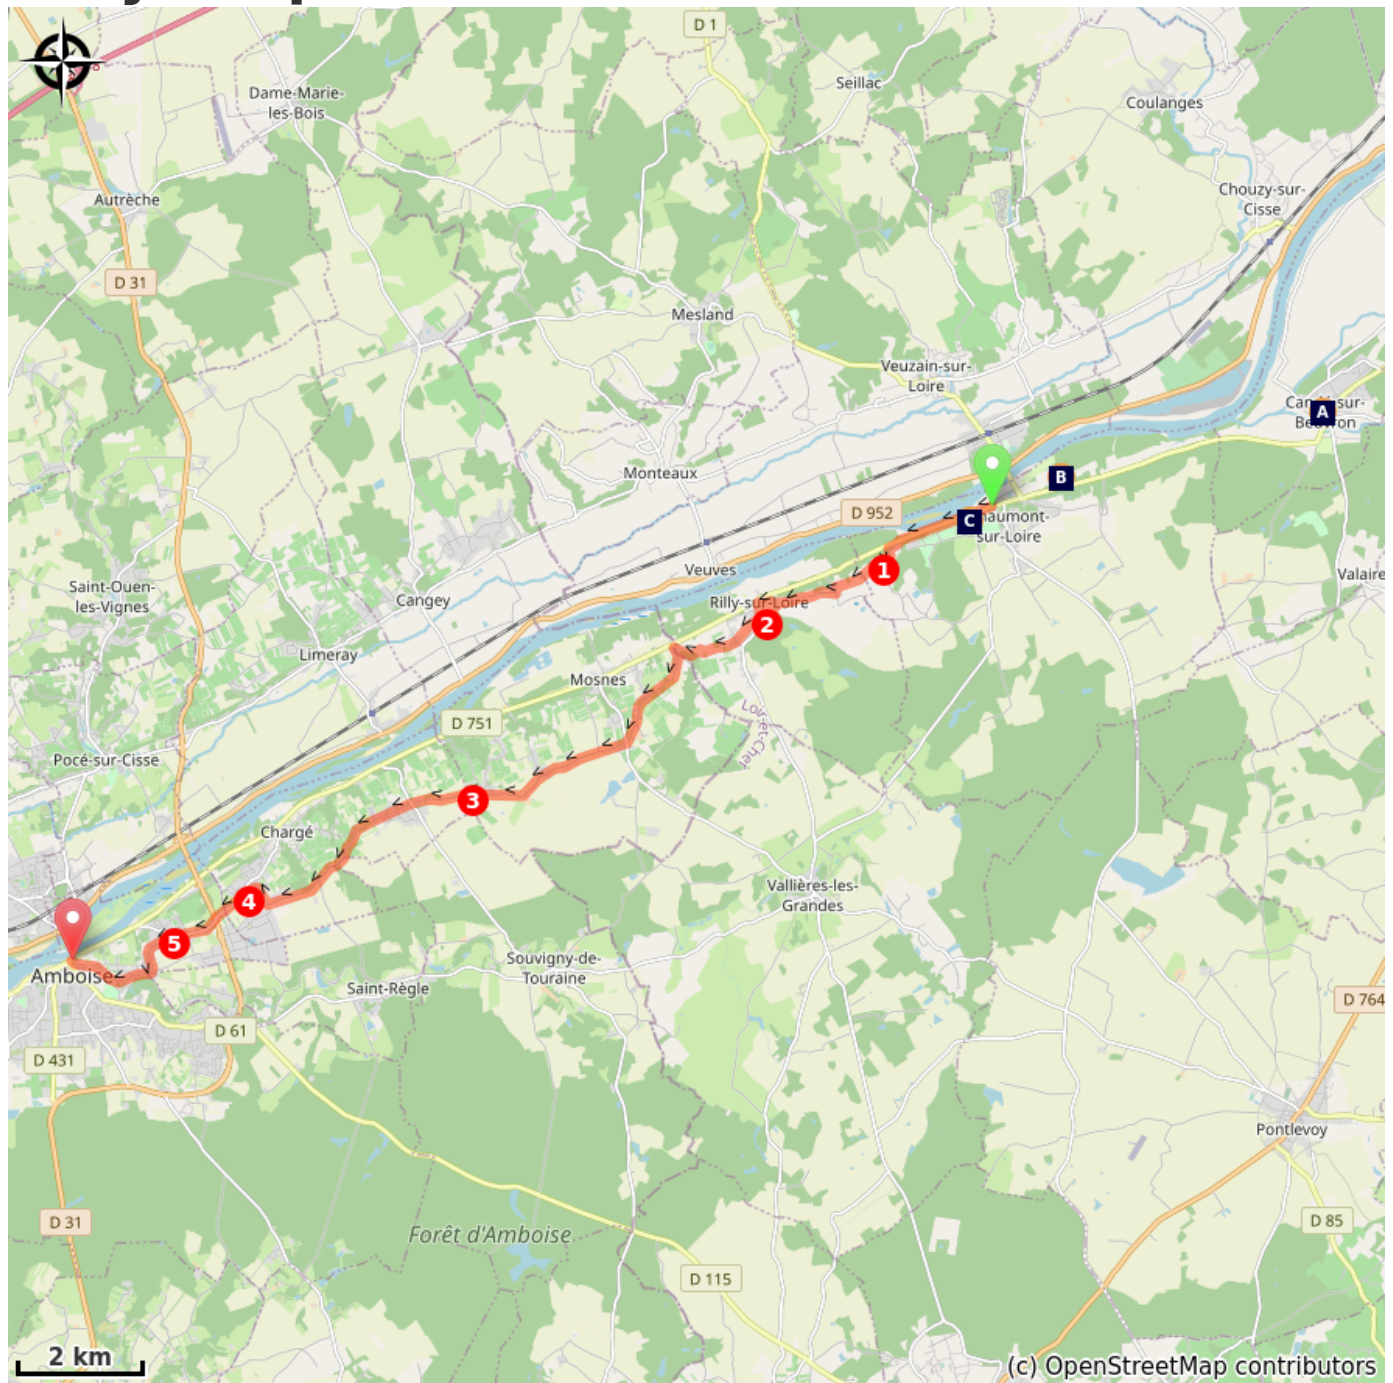 D 1
Seillac
Dame-Marie-
les-Bois
Coulanges
Autrèche
Chouzy-sur-
Cisse
D 31
Mesland
Veuzain-sur-
Loire
A
Monteaux
B
D 952
C
sur-Loire
Veuves
1
Valaire
Saint-Ouen-
les-Vignes
Cangey
Rilly-sur-Loire
2
Limeray
Mosnes
D 751
Loir-et-Cher
Pocé-sur-Cisse
3
Chargé
Vallières-les-
Grandes
4
5
Amboise
Souvigny-de-
Touraine
Saint-Règle
D 764
D 61
D 431
Pontlevoy
D 31
Forêt d'Amboise
D 85
D 115
2 km
(c) OpenStreetMap contributors